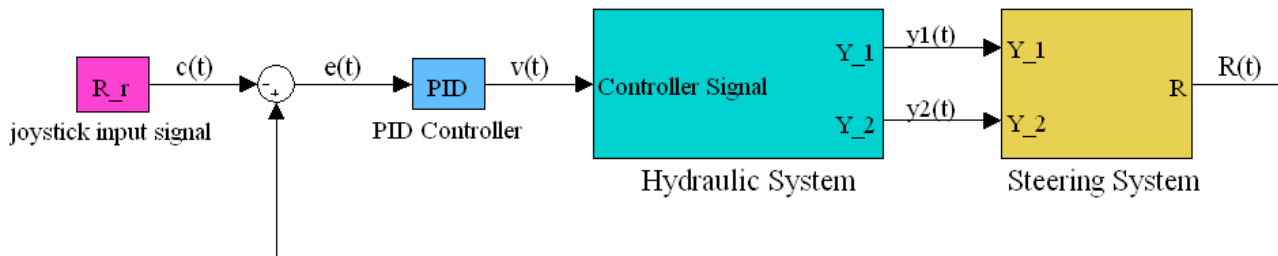 c(t)
e(t)
v(t)
y1(t)
y2(t)
R(t)
R_r
-
+
PID
Controller Signal
Y_1
Y_2
Y_1
Y_2
R
joystick input signal
PID Controller
Hydraulic System
Steering System